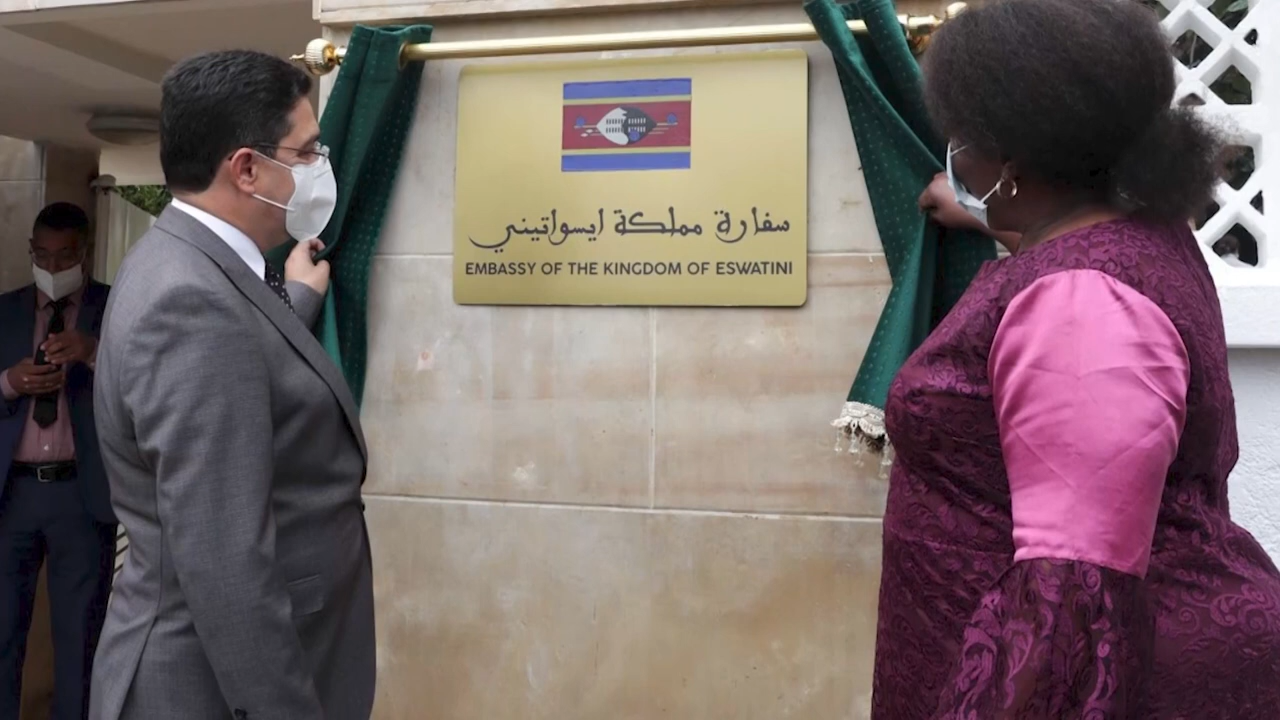 سفارة مملكة ايسواتيني
EMBASSY OF THE KINGDOM OF ESWATINI